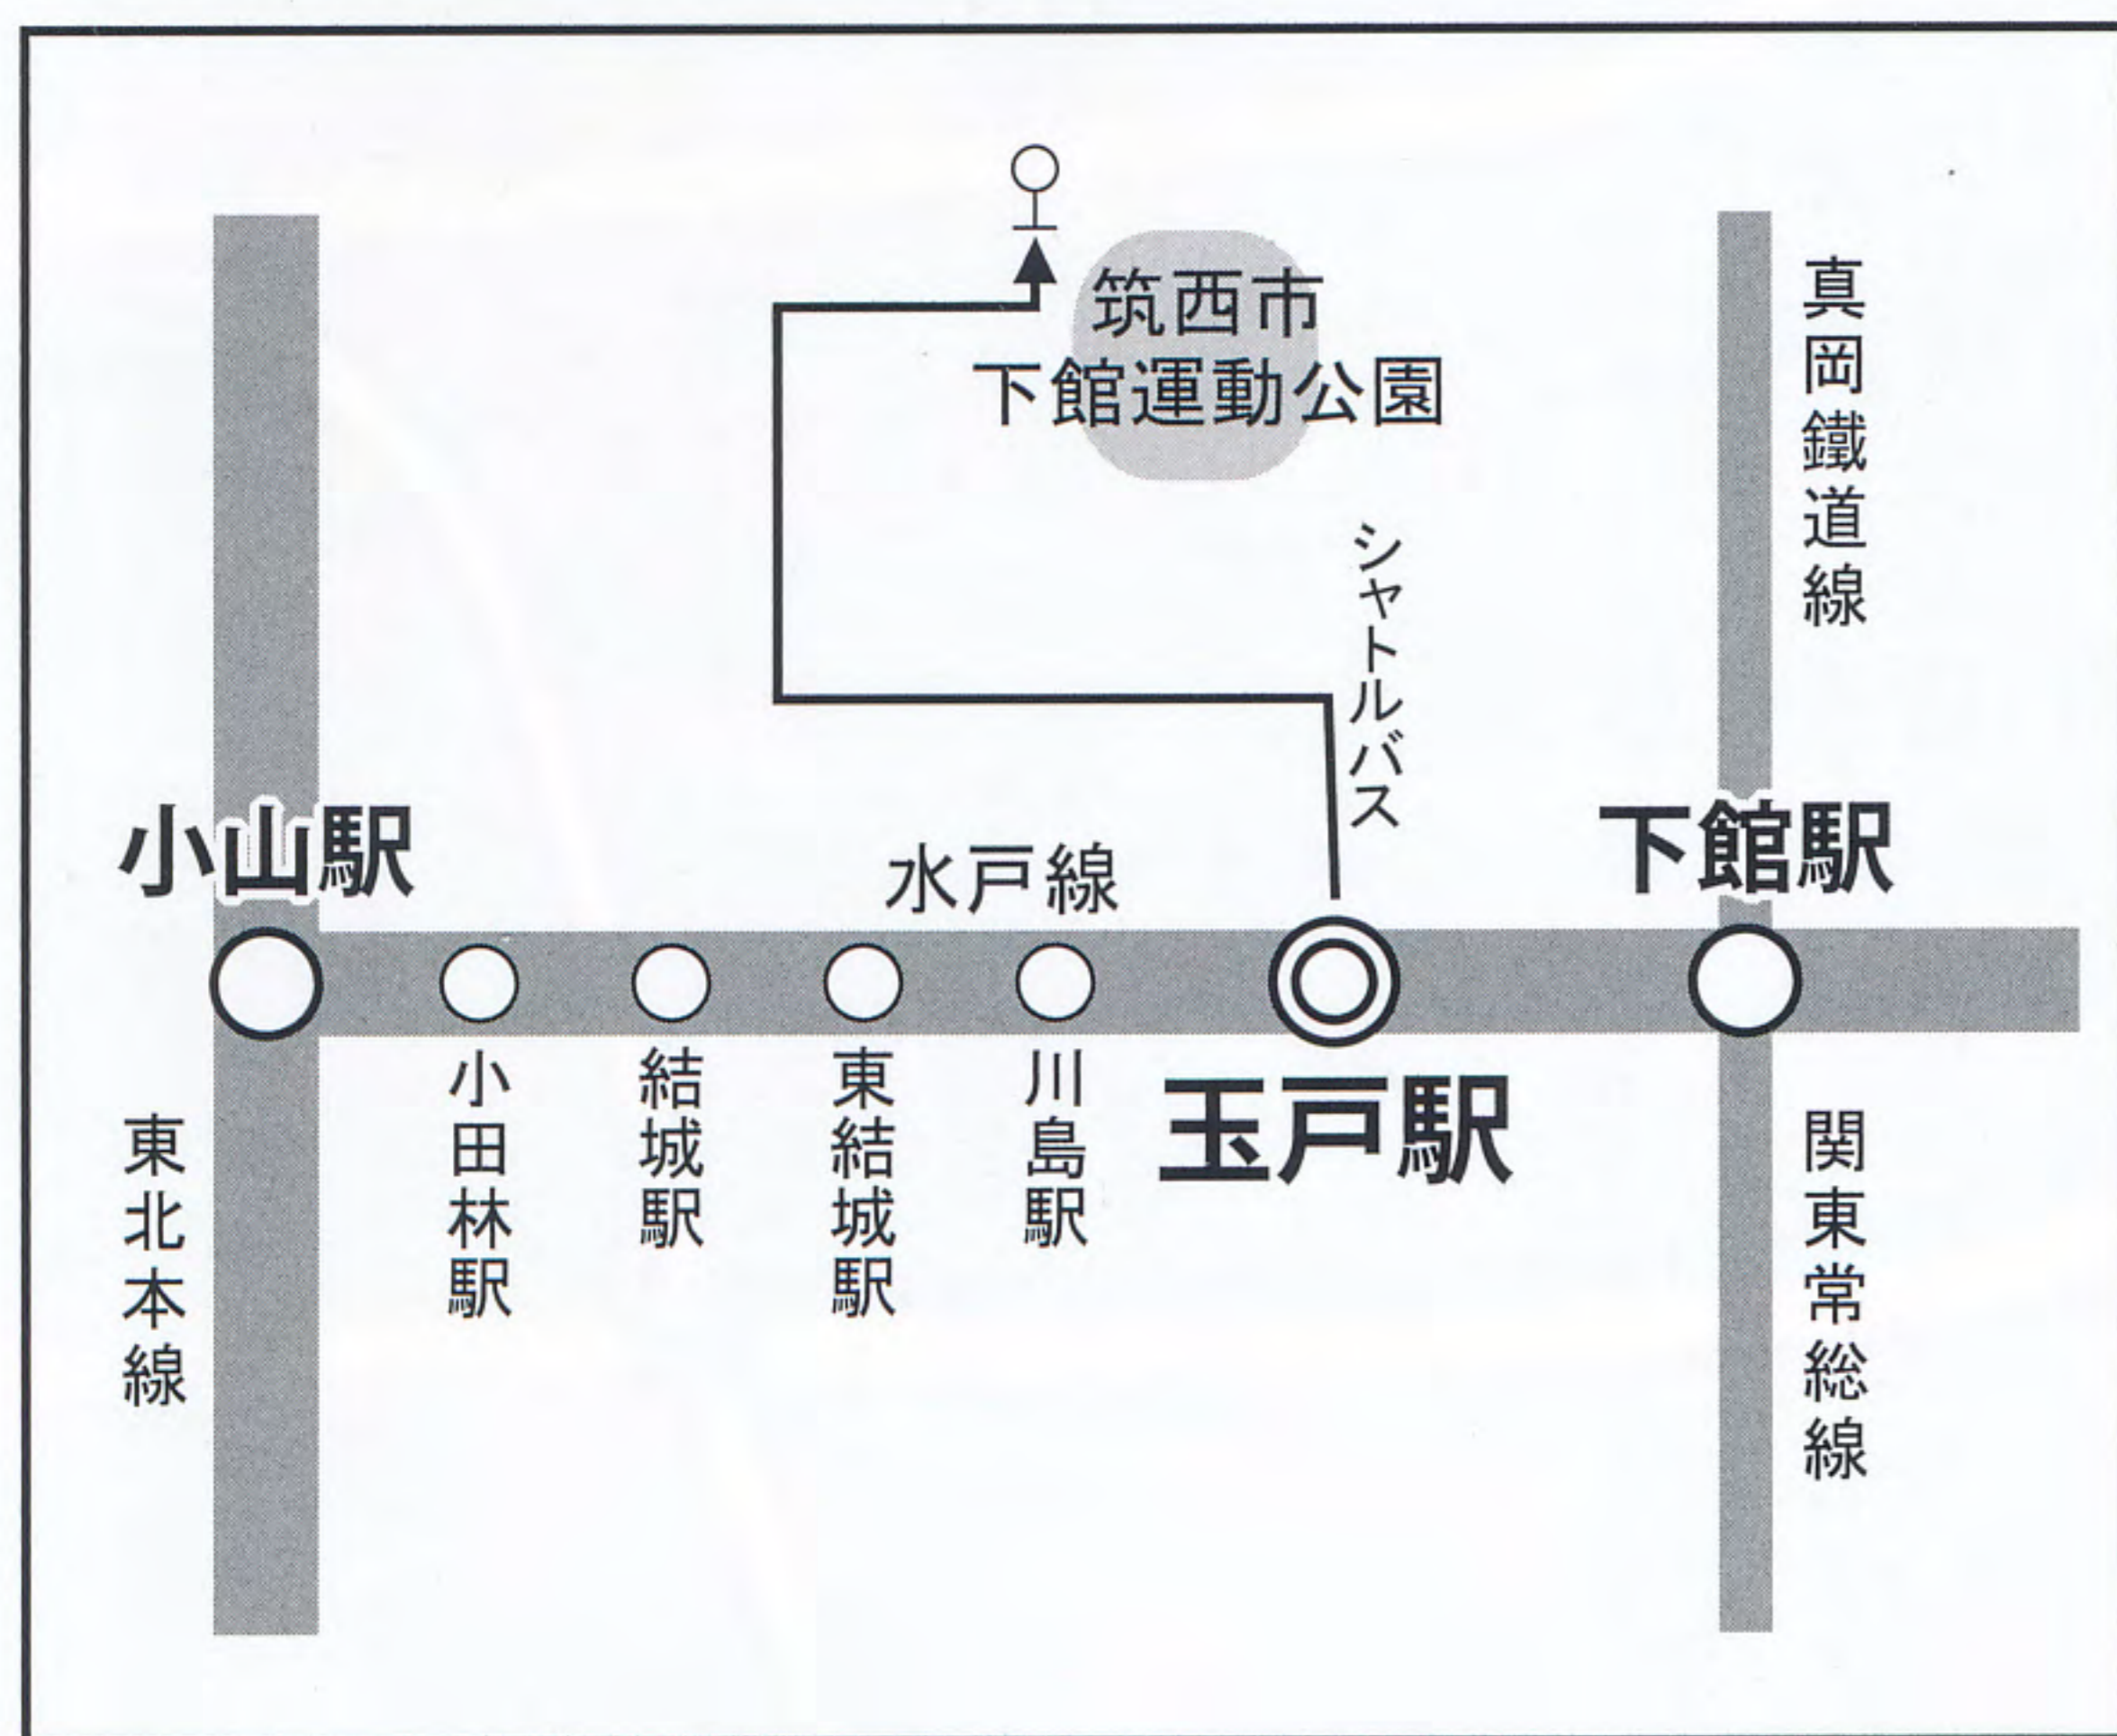 筑西市
下館運動公園
真岡鐵道線
シャトルバス
小山駅
水戸線
下館駅
小田林駅
結城駅
東結城駅
川島駅
玉戸駅
東北本線
関東常総線